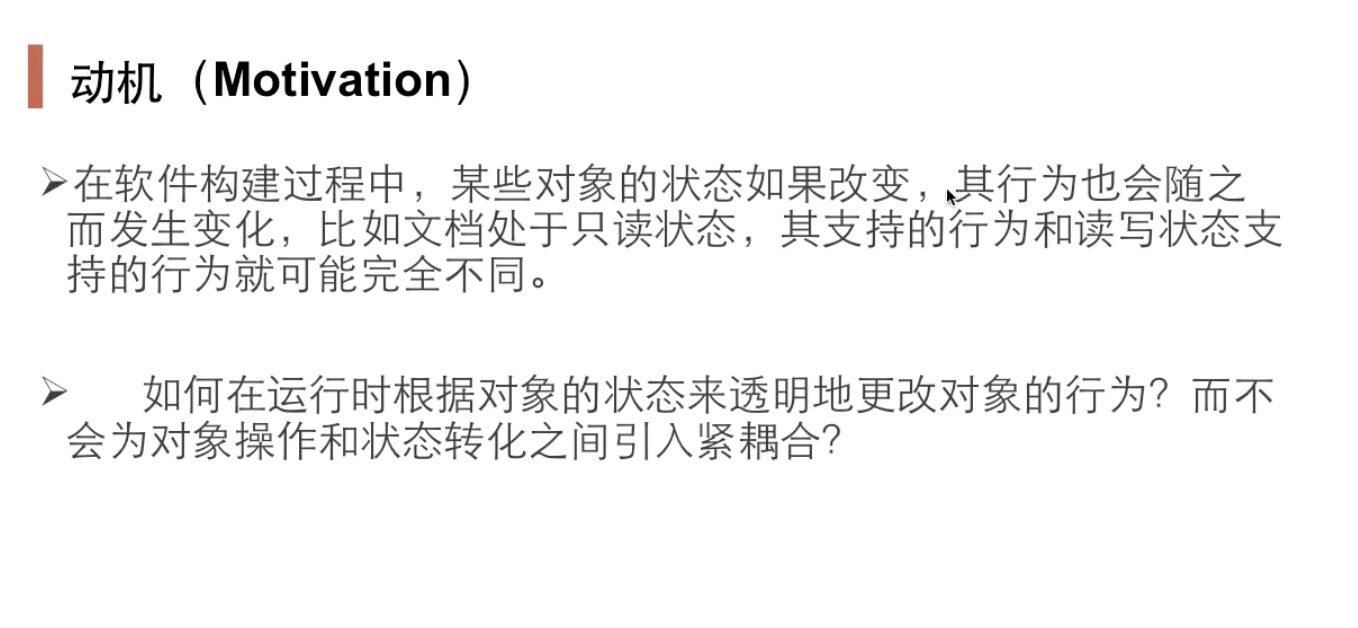 动机（Motivation）
➢在软件构建过程中，某些对象的状态如果改变，其行为也会随之
而发生变化，比如文档处于只读状态，其支持的行为和读写状态支
持的行为就可能完全不同。
➢ 如何在运行时根据对象的状态来透明地更改对象的行为？而不
会为对象操作和状态转化之间引入紧耦合？